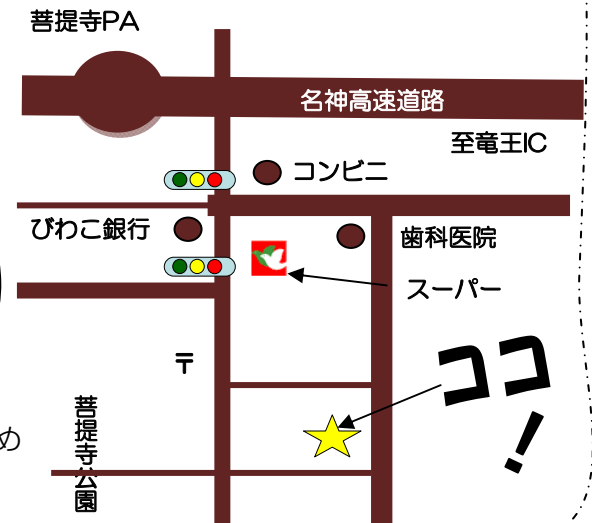 菩提寺PA
名神高速道路
至竜王IC
コンビニ
びわこ銀行
歯科医院
スーパー
〒
ココ!
菩提寺公園
め